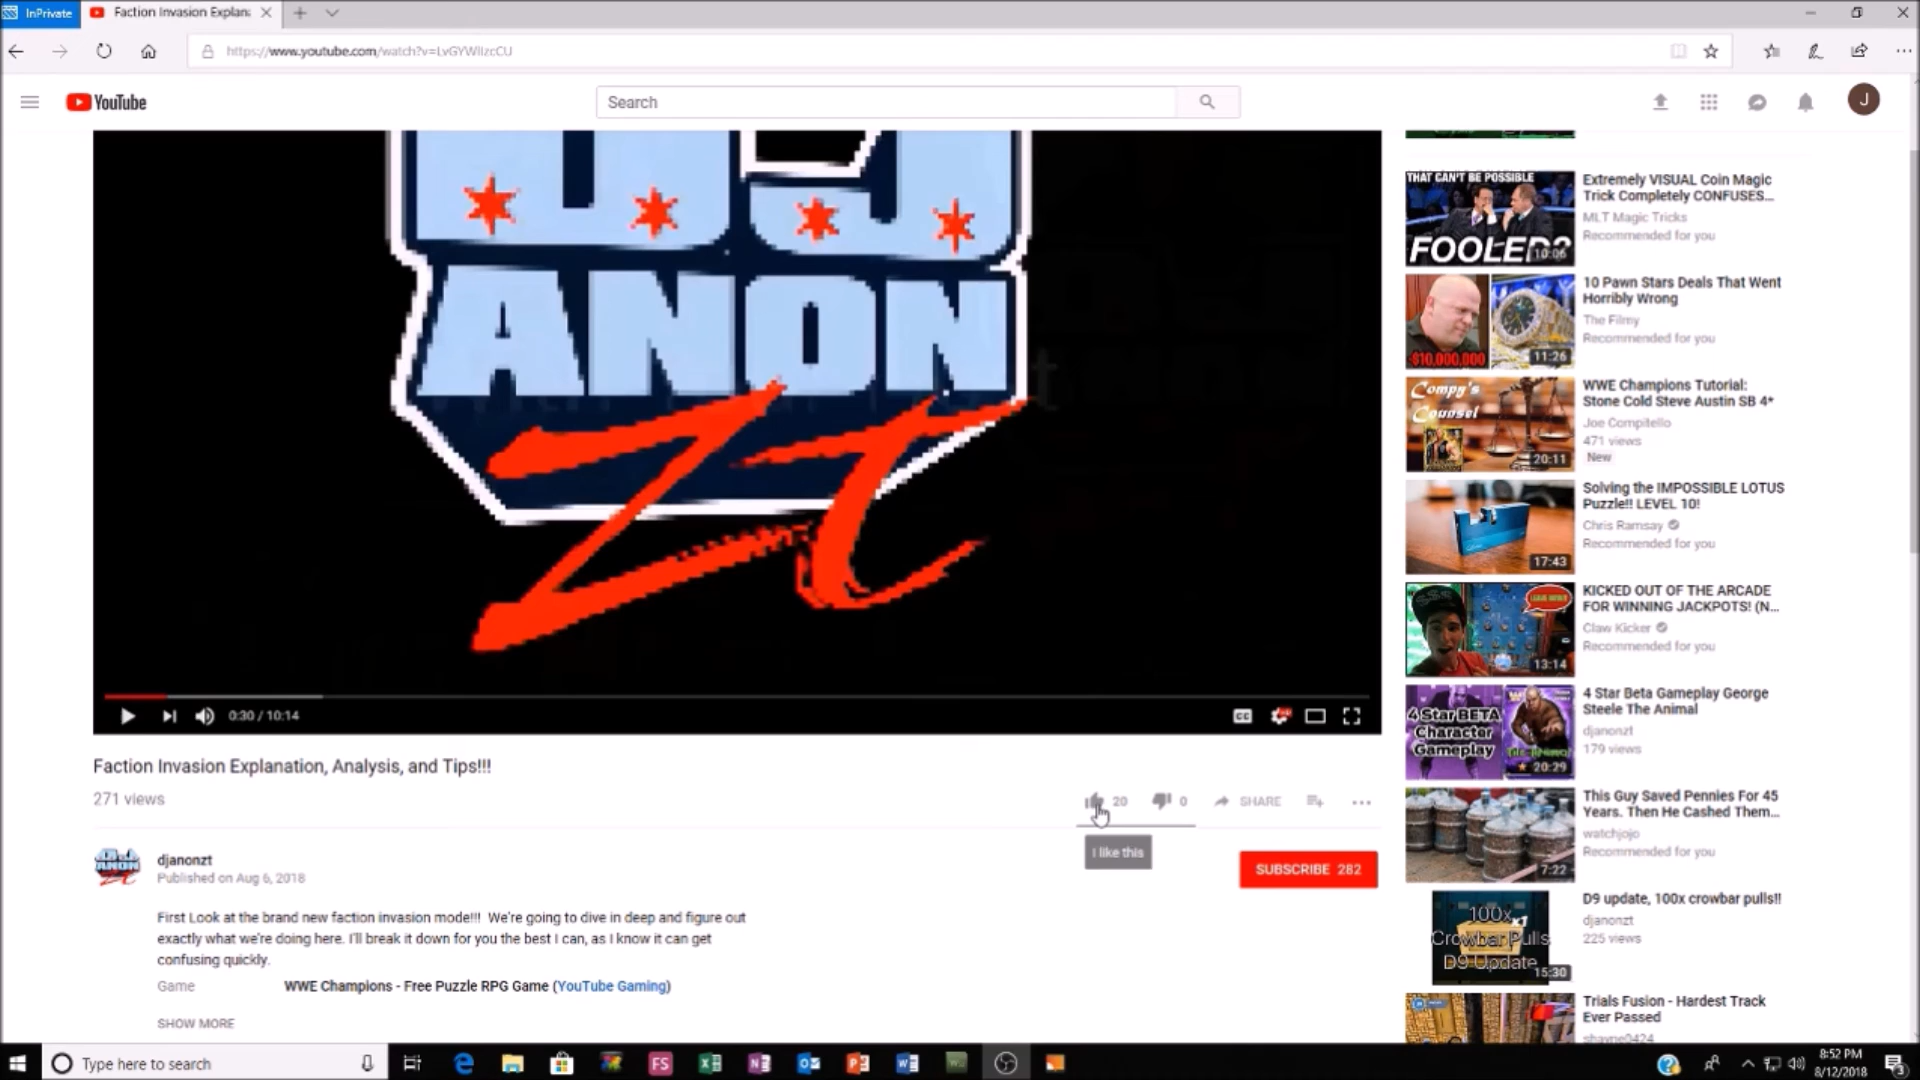 InPrivate
Faction Invasion Explan
https://www.youtube.com/watch?v=LvGYWIizcCU
YouTube
Search
J
ANON
zt
0:30 / 10:14
CC
Faction Invasion Explanation, Analysis, and Tips!!!
271 views
20
0
SHARE
I like this
djanonzt
Published on Aug 6, 2018
SUBSCRIBE 282
First Look at the brand new faction invasion mode!!! We're going to dive in deep and figure out
exactly what we're doing here. I'll break it down for you the best I can, as I know it can get
confusing quickly.
Game
WWE Champions - Free Puzzle RPG Game (YouTube Gaming)
SHOW MORE
THAT CAN'T BE POSSIBLE
FOOLED?
10:06
Extremely VISUAL Coin Magic
Trick Completely CONFUSES...
MLT Magic Tricks
Recommended for you
$10,000,000
11:26
10 Pawn Stars Deals That Went
Horribly Wrong
The Filmy
Recommended for you
Compy's
Counsel
20:11
WWE Champions Tutorial:
Stone Cold Steve Austin SB 4*
Joe Compitello
471 views
New
17:43
Solving the IMPOSSIBLE LOTUS
Puzzle!! LEVEL 10!
Chris Ramsay
Recommended for you
13:14
KICKED OUT OF THE ARCADE
FOR WINNING JACKPOTS! (N...
Claw Kicker
Recommended for you
4 Star BETA
Character
Gameplay
20:29
4 Star Beta Gameplay George
Steele The Animal
djanonzt
179 views
7:22
This Guy Saved Pennies For 45
Years. Then He Cashed Them...
watchjojo
Recommended for you
100x
Crowbar Pulls
D9 Update
15:30
D9 update, 100x crowbar pulls!!
djanonzt
225 views
Trials Fusion - Hardest Track
Ever Passed
shayne0424
Type here to search
FS
8:52 PM
8/12/2018
3